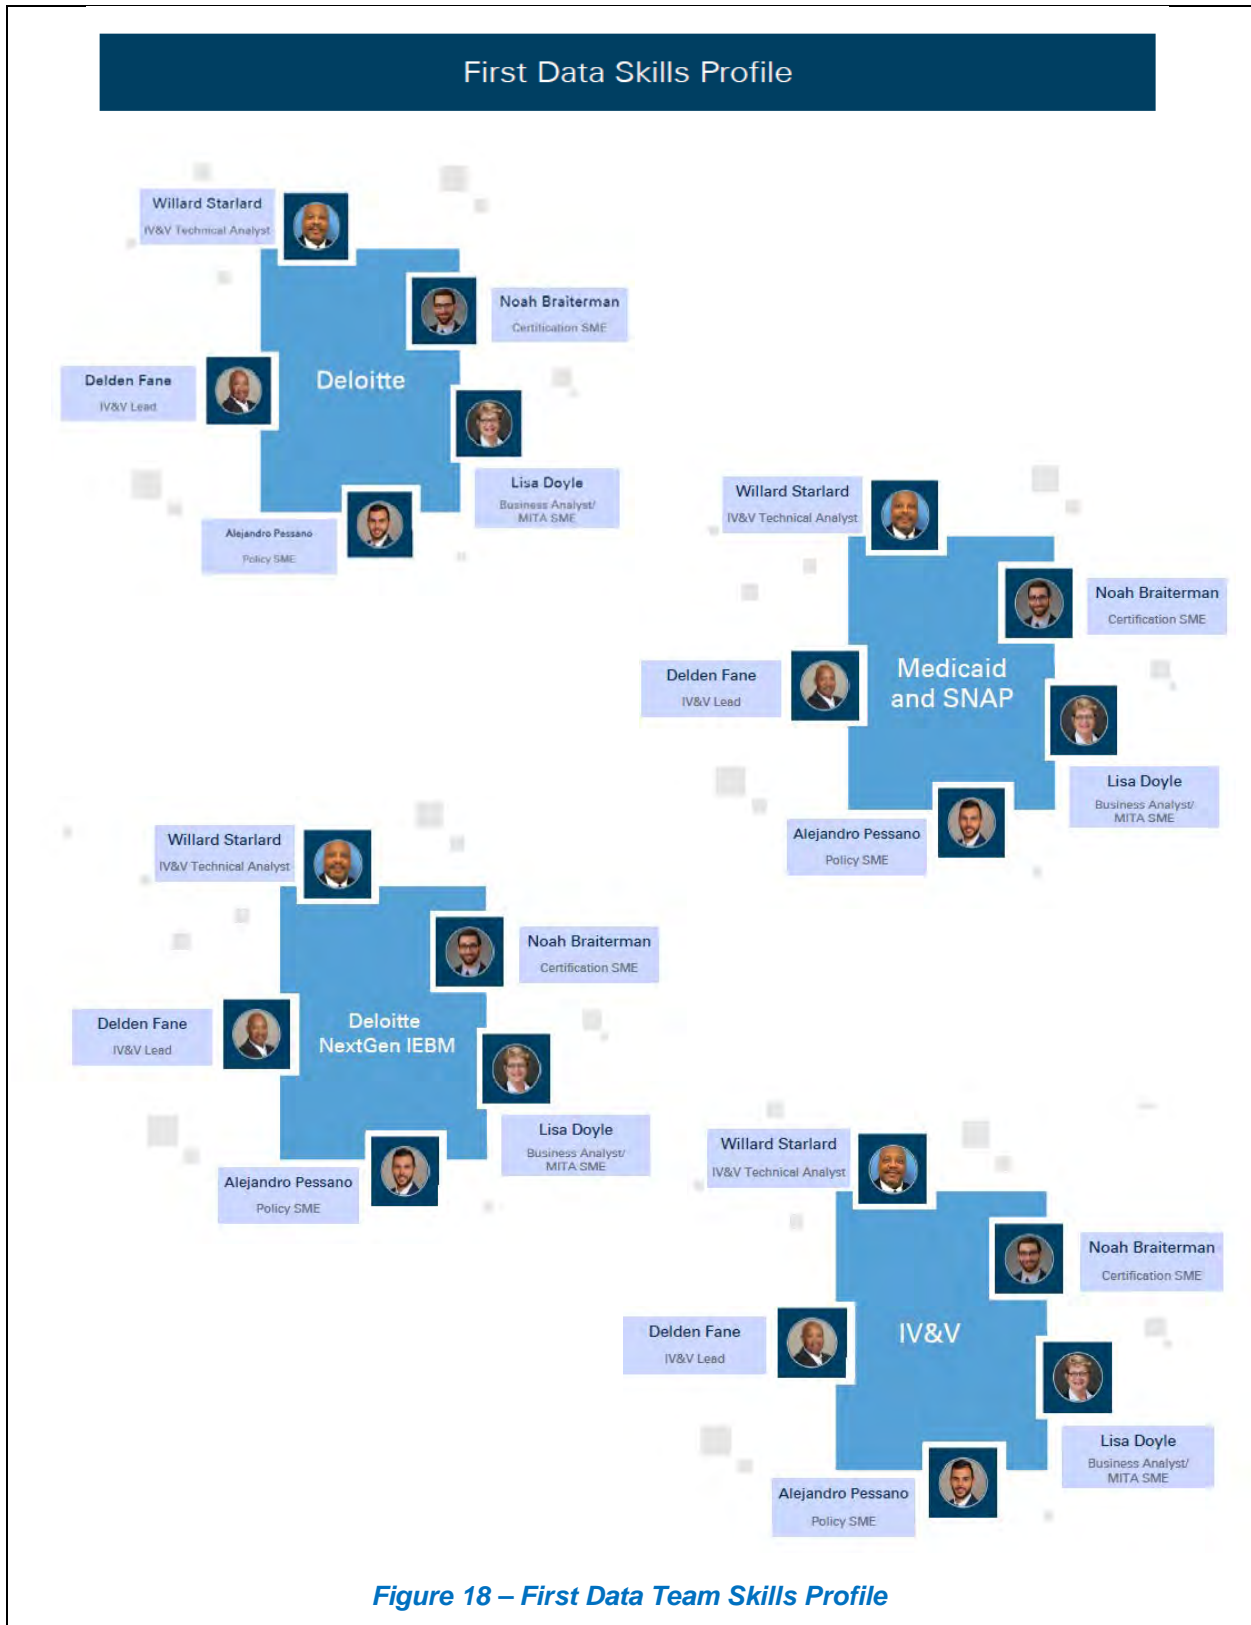 First Data Skills Profile
Willard Starlard
IV&V Technical Analyst
Noah Braiterman
Certification SME
Deloitte
Delden Fane
IV&V Lead
Lisa Doyle
Business Analyst/
MITA SME
Alejandro Pessano
Policy SME
Willard Starlard
IV&V Technical Analyst
Noah Braiterman
Certification SME
Medicaid
and SNAP
Delden Fane
IV&V Lead
Lisa Doyle
Business Analyst/
MITA SME
Alejandro Pessano
Policy SME
Willard Starlard
IV&V Technical Analyst
Noah Braiterman
Certification SME
Deloitte
NextGen IEBM
Delden Fane
IV&V Lead
Lisa Doyle
Business Analyst/
MITA SME
Alejandro Pessano
Policy SME
Willard Starlard
IV&V Technical Analyst
Noah Braiterman
Certification SME
IV&V
Delden Fane
IV&V Lead
Lisa Doyle
Business Analyst/
MITA SME
Alejandro Pessano
Policy SME
Figure 18 – First Data Team Skills Profile